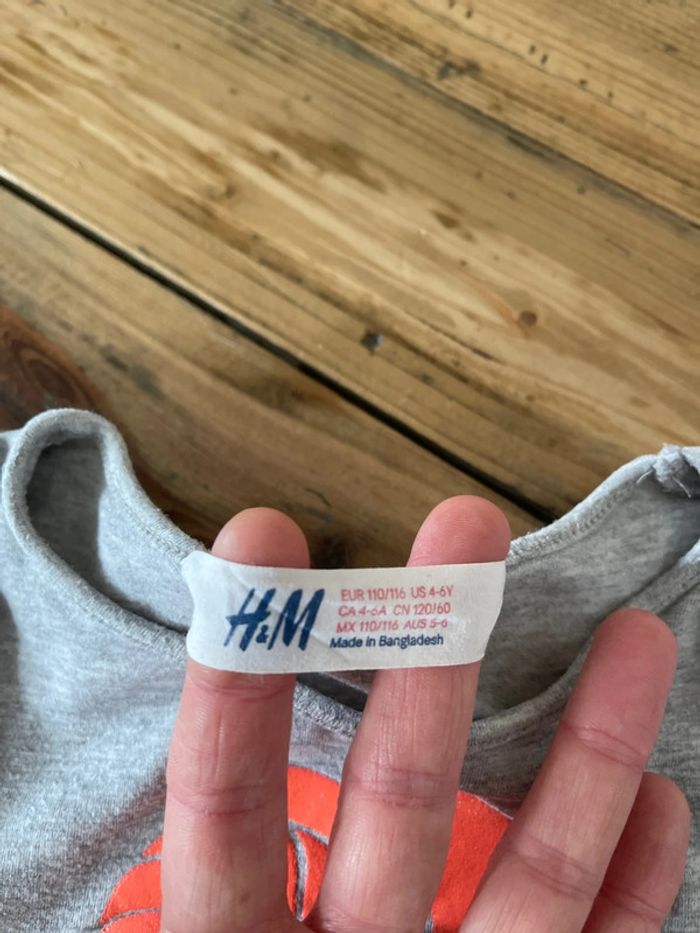 H&M
EUR 110/116 US 4-6Y
CA 4-6A CN 120/60
MX 110/116 AUS 5-6
Made in Bangladesh